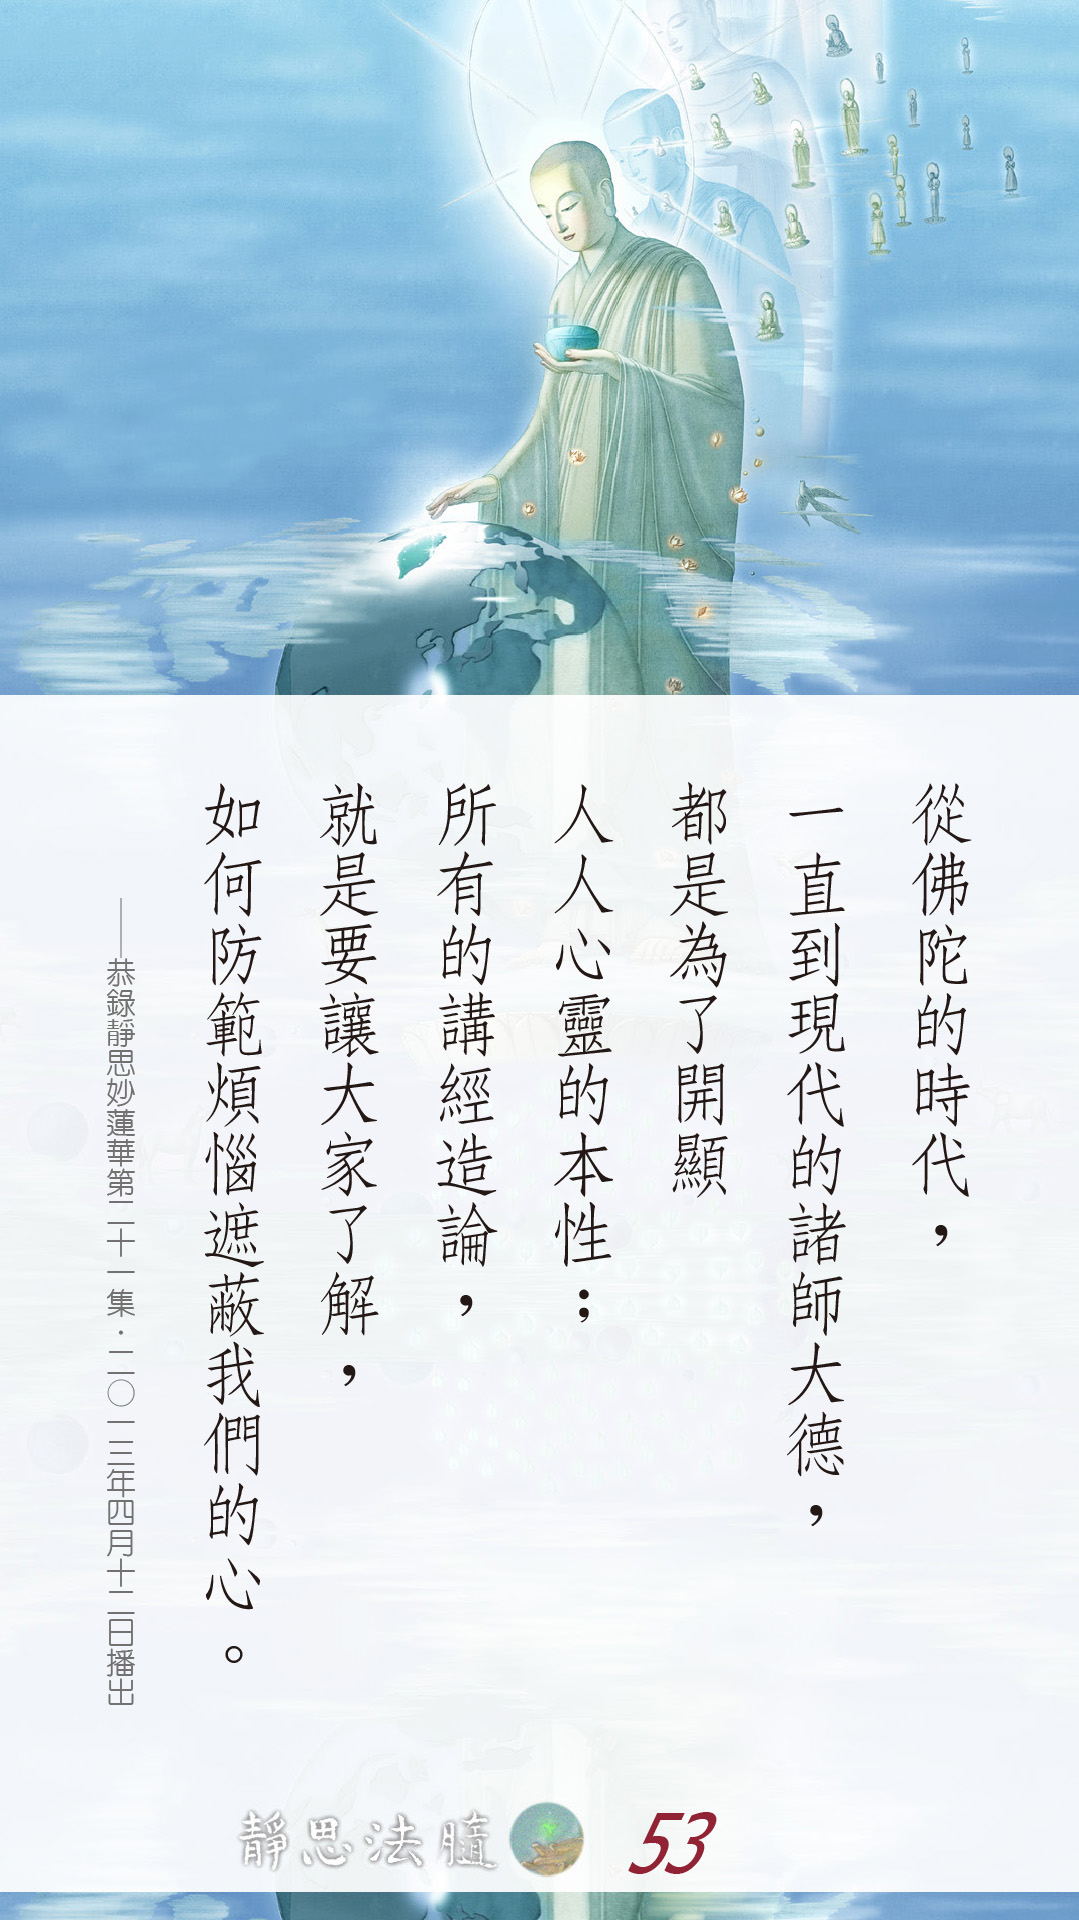 從佛陀的時代，
一直到現代的諸師大德，
都是為了開顯
人人心靈的本性；
所有的講經造論，
就是要讓大家了解，
如何防範煩惱遮蔽我們的心。
——恭錄靜思妙蓮華第二十一集·二〇一三年四月十二日播出
靜思法髓
53